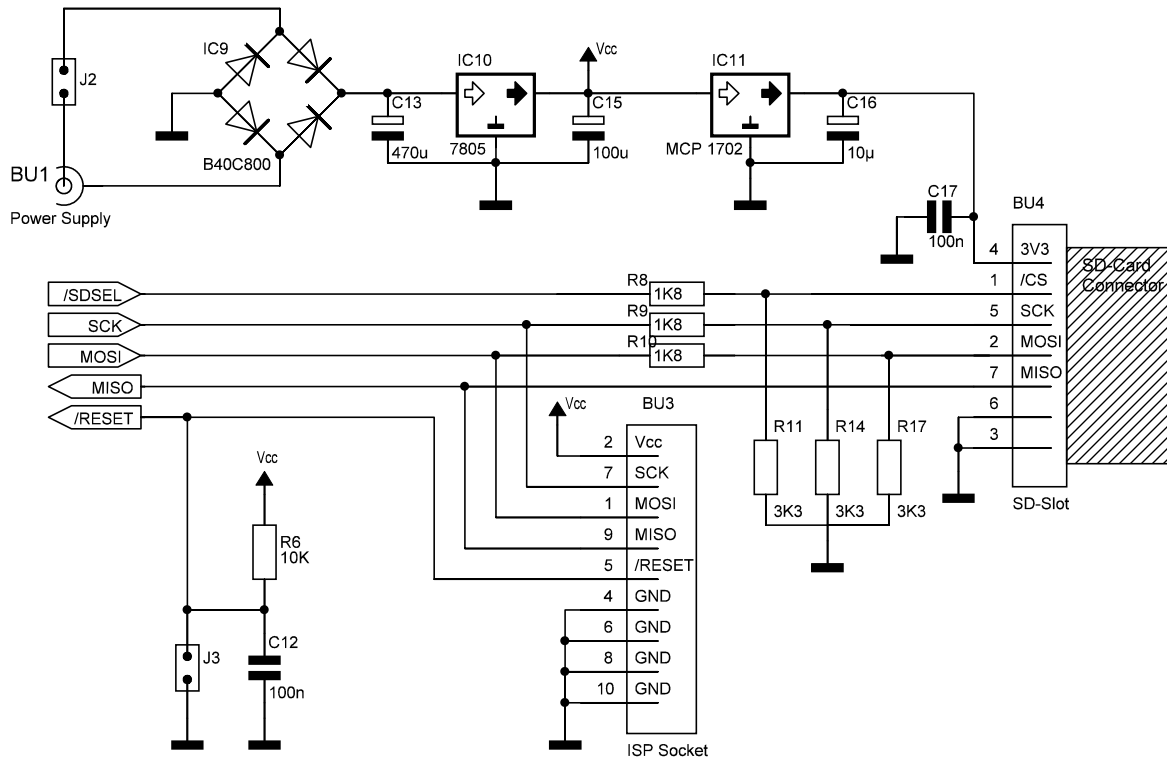 IC9
J2
B40C800
BU1
Power Supply
C13
470u
IC10
7805
Vcc
C15
100u
IC11
MCP 1702
C16
10µ
C17
100n
BU4
4 3V3
1 /CS
5 SCK
2 MOSI
7 MISO
6
3
SD-Card
Connector
SD-Slot
/SDSEL
SCK
MOSI
MISO
/RESET
R8
1K8
R9
1K8
R10
1K8
R11
3K3
R14
3K3
R17
3K3
Vcc
BU3
2 Vcc
7 SCK
1 MOSI
9 MISO
5 /RESET
4 GND
6 GND
8 GND
10 GND
ISP Socket
Vcc
R6
10K
J3
C12
100n